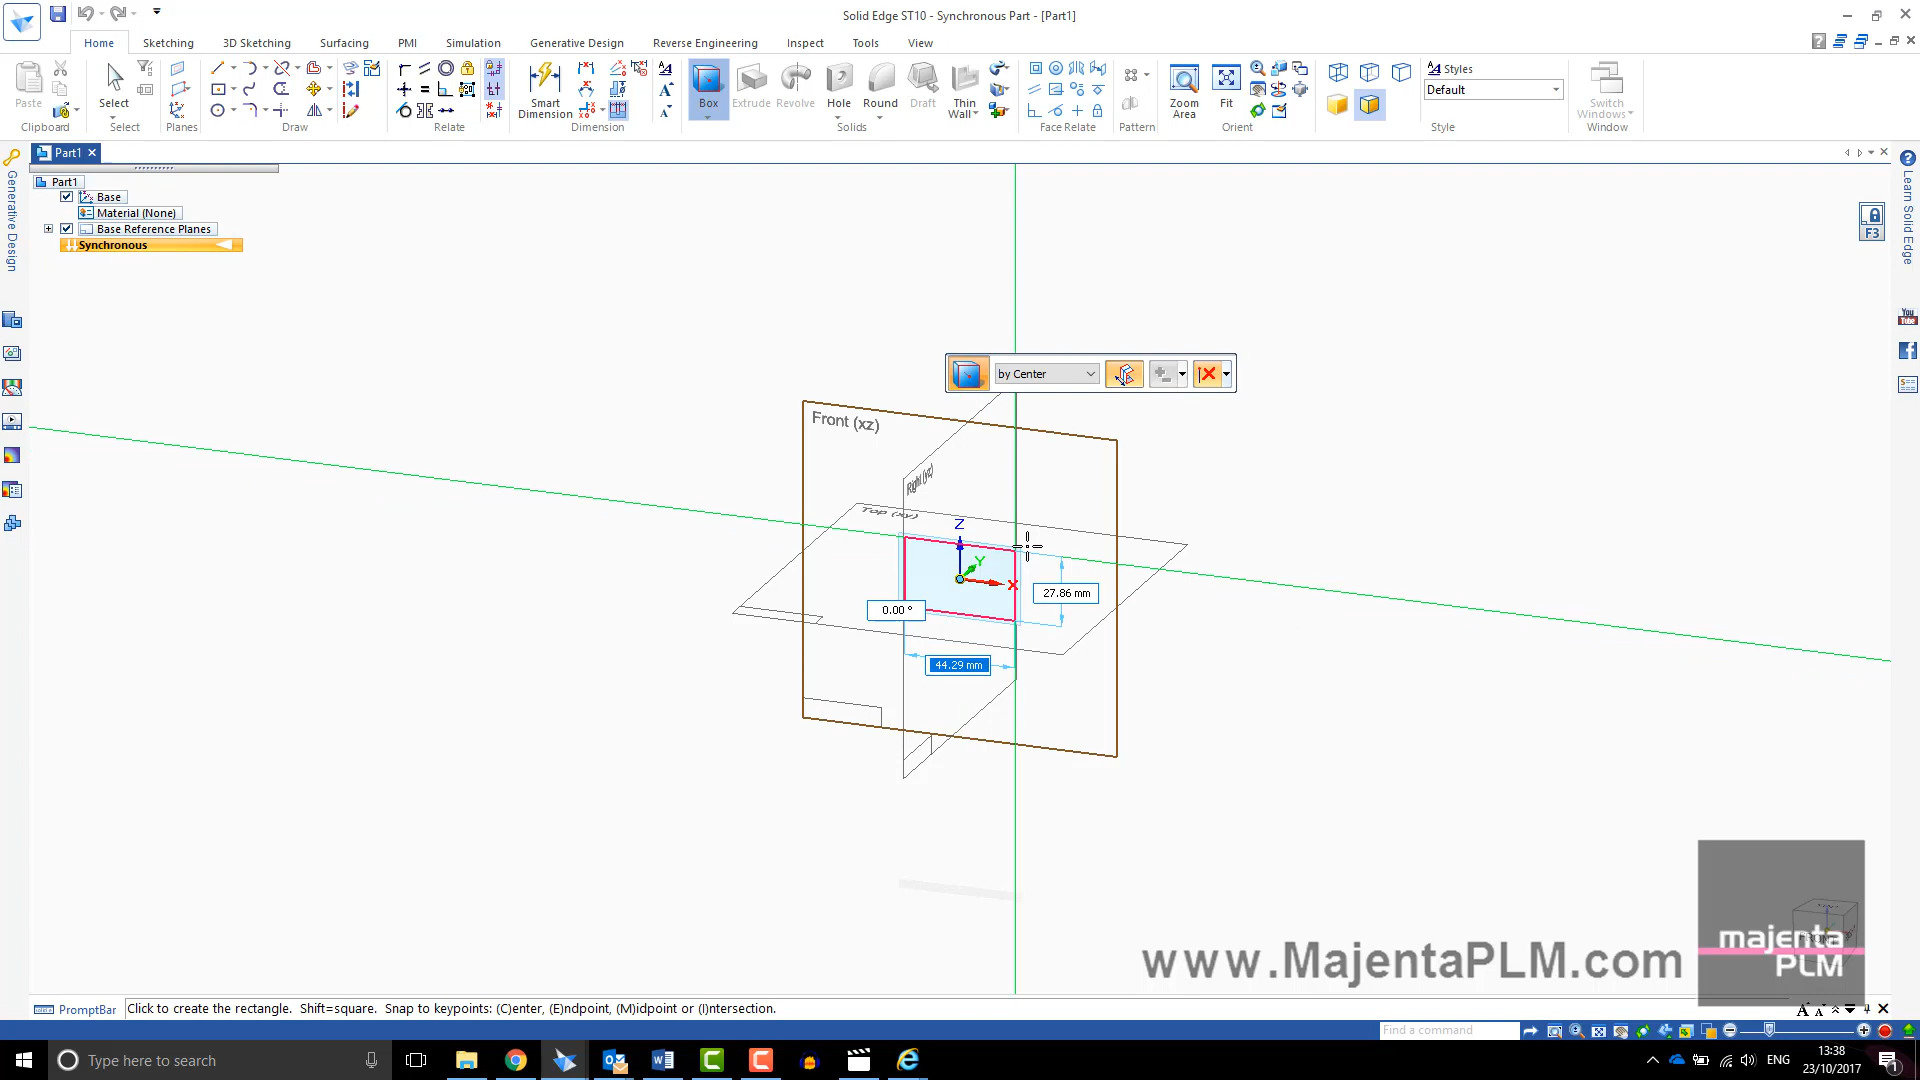 Solid Edge ST10 - Synchronous Part - [Part1]
Home
Sketching
3D Sketching
Surfacing
PMI
Simulation
Generative Design
Reverse Engineering
Inspect
Tools
View
Paste
Clipboard
Select
Select
Planes
Draw
Relate
Smart
Dimension
Dimension
Box
Extrude
Revolve
Hole
Round
Draft
Thin
Wall
Solids
Face Relate
Pattern
Zoom
Area
Fit
Orient
Styles
Default
Style
Switch
Windows
Window
Part1
Part1
Base
Material (None)
Base Reference Planes
Synchronous
Generative Design
Learn Solid Edge
F3
You
Tube
by Center
Front (xz)
Right (yz)
Top (xy)
Z
Y
X
0.00 °
27.86 mm
44.29 mm
www.MajentaPLM.com
majenta
PLM
PromptBar
Click to create the rectangle.  Shift=square.  Snap to keypoints: (C)enter, (E)ndpoint, (M)idpoint or (I)ntersection.
Find a command
Type here to search
ENG
13:38
23/10/2017
1